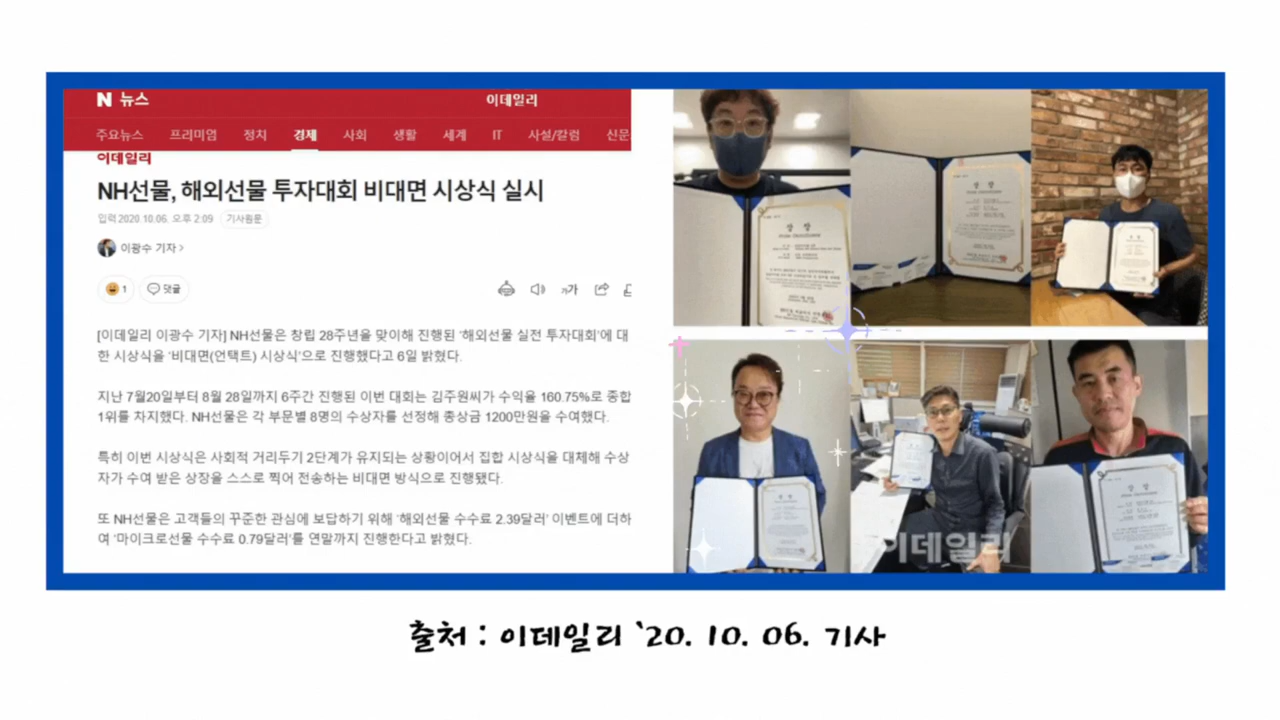 N 뉴스
이데일리
주요뉴스 프리미엄 정치 경제 사회 생활 세계 IT 사설/칼럼 신문
이데일리
NH선물, 해외선물 투자대회 비대면 시상식 실시
입력 2020.10.06. 오후 2:09 기사원문
이광수 기자
1 댓글
가가
[이데일리 이광수 기자] NH선물은 창립 28주년을 맞이해 진행된 '해외선물 실전 투자대회'에 대
한 시상식을 '비대면(언택트) 시상식'으로 진행했다고 6일 밝혔다.
지난 7월20일부터 8월 28일까지 6주간 진행된 이번 대회는 김주원씨가 수익율 160.75%로 종합
1위를 차지했다. NH선물은 각 부문별 8명의 수상자를 선정해 총상금 1200만원을 수여했다.
특히 이번 시상식은 사회적 거리두기 2단계가 유지되는 상황이어서 집합 시상식을 대체해 수상
자가 수여 받은 상장을 스스로 찍어 전송하는 비대면 방식으로 진행됐다.
또 NH선물은 고객들의 꾸준한 관심에 보답하기 위해 '해외선물 수수료 2.39달러' 이벤트에 더하
여 '마이크로선물 수수료 0.79달러'를 연말까지 진행한다고 밝혔다.
상장
상장
상장
상장
상장
이데일리
출처 : 이데일리 '20. 10. 06. 기사